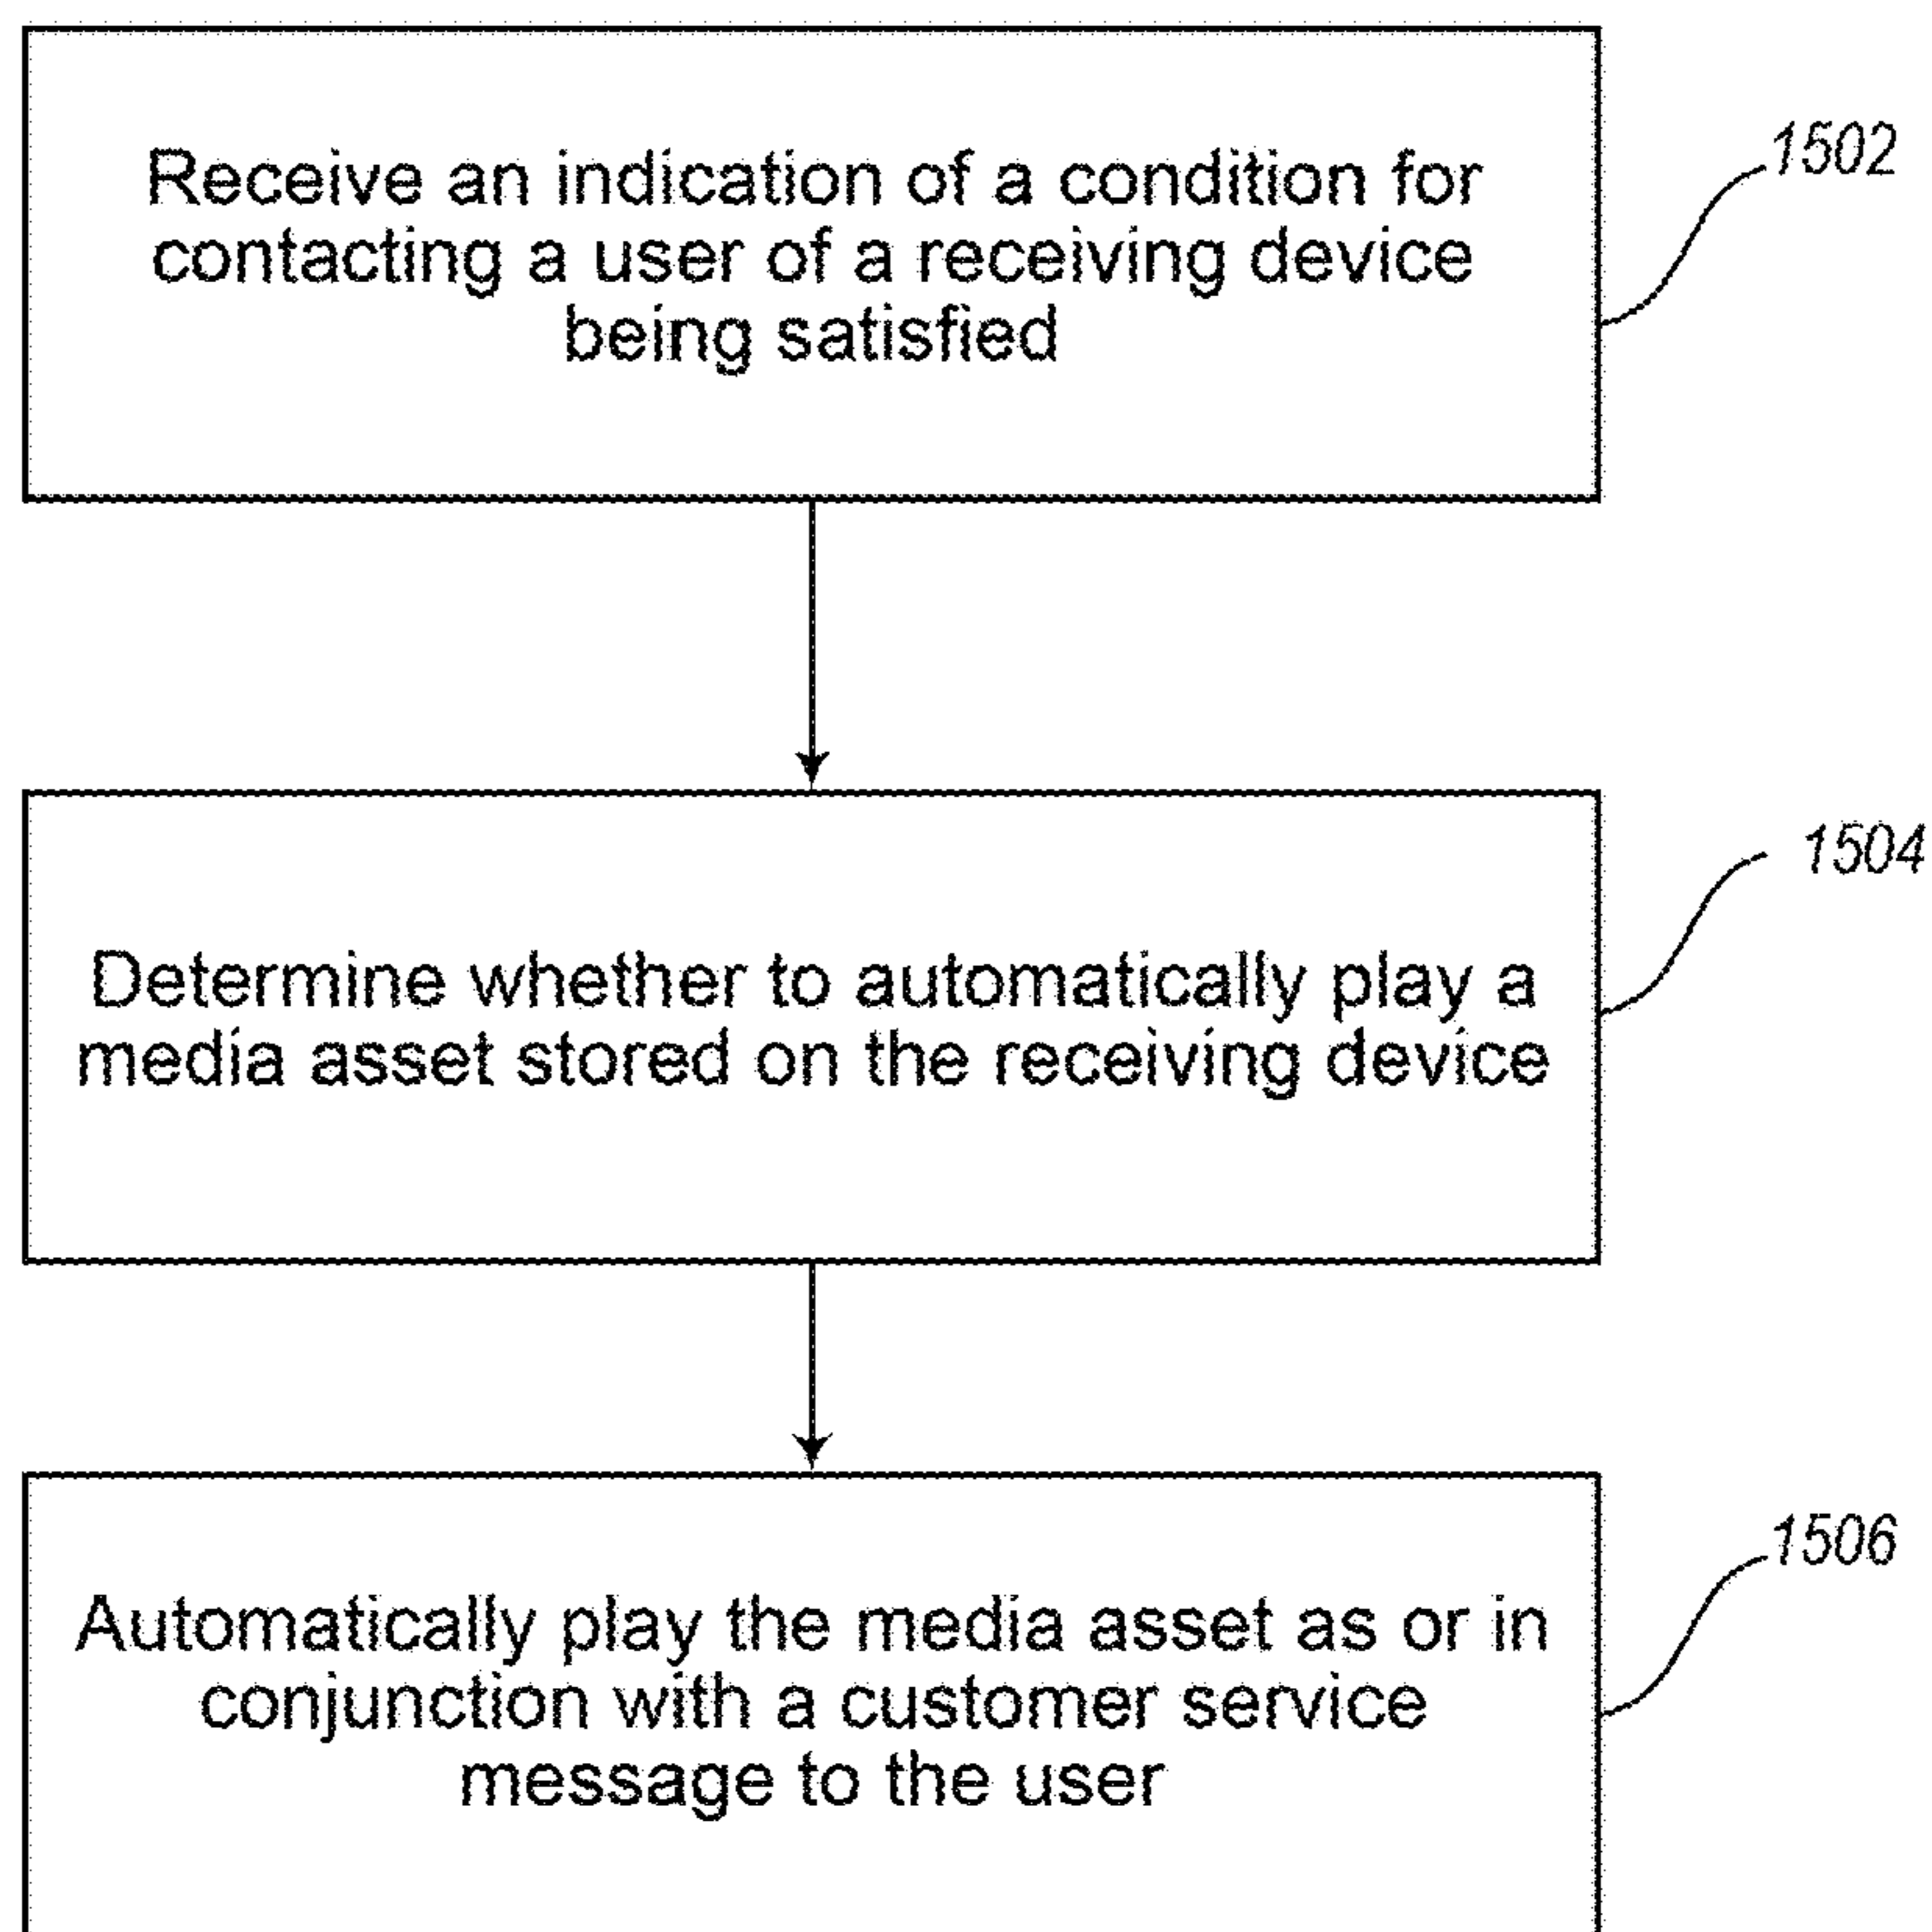 Receive an indication of a condition for
contacting a user of a receiving device
being satisfied
1502
Determine whether to automatically play a
media asset stored on the receiving device
1504
Automatically play the media asset as or in
conjunction with a customer service
message to the user
1506